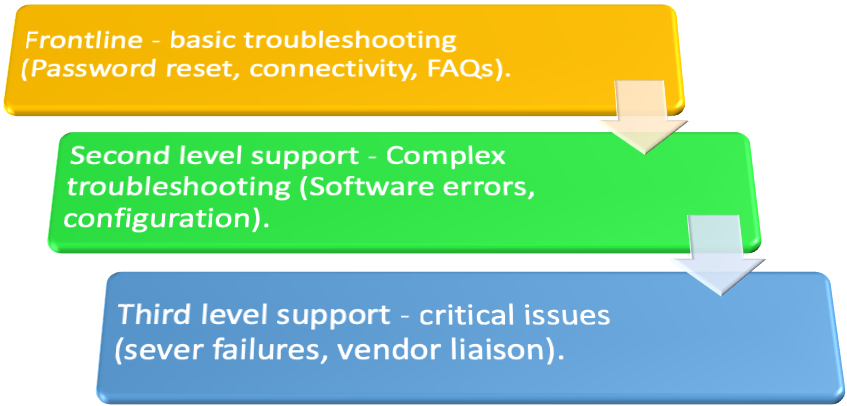 Frontline - basic troubleshooting
(Password reset, connectivity, FAQs).
Second level support - Complex
troubleshooting (Software errors,
configuration).
Third level support - critical issues
(sever failures, vendor liaison).